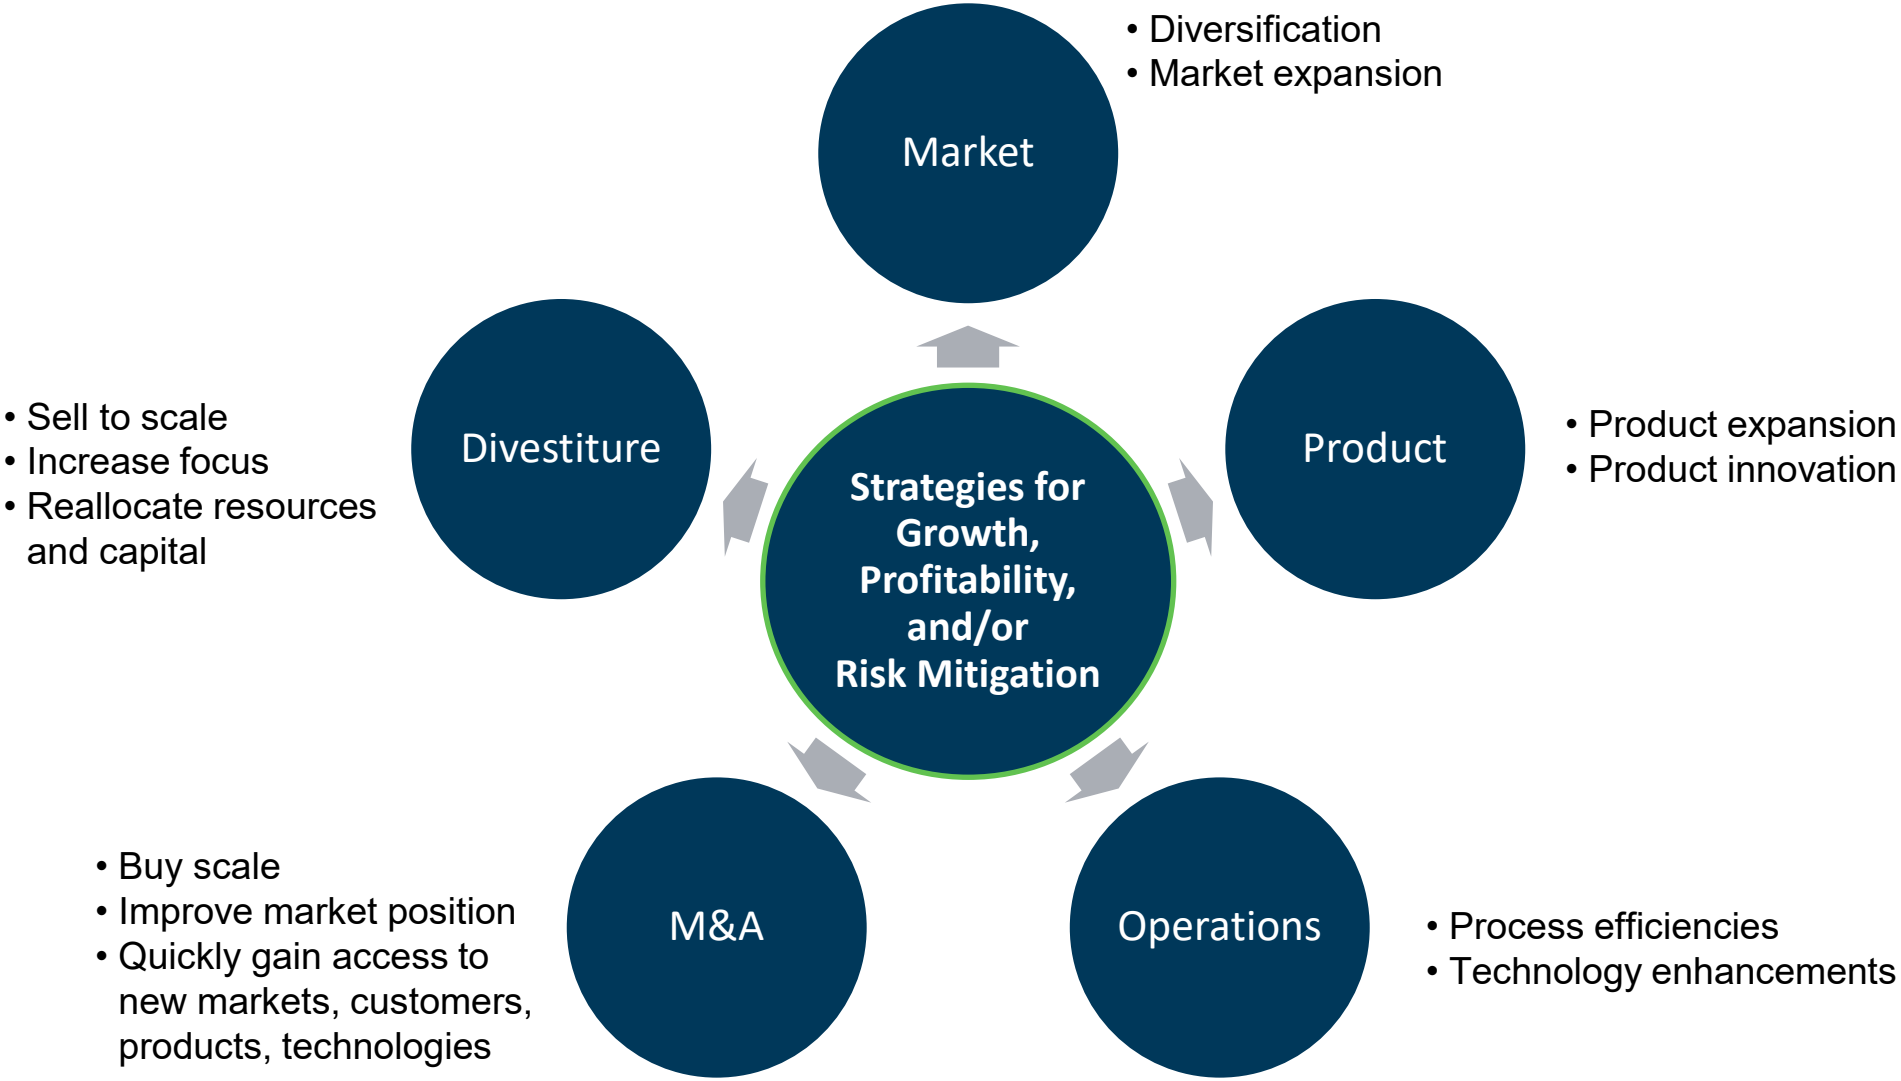 • Diversification
• Market expansion
Market
Divestiture
• Sell to scale
• Increase focus
• Reallocate resources
and capital
Product
• Product expansion
• Product innovation
Strategies for
Growth,
Profitability,
and/or
Risk Mitigation
M&A
• Buy scale
• Improve market position
• Quickly gain access to
new markets, customers,
products, technologies
Operations
• Process efficiencies
• Technology enhancements